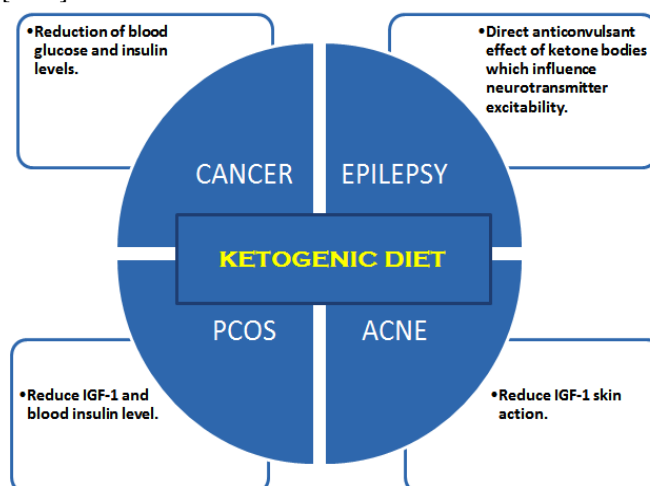 •Reduction of blood
glucose and insulin
levels.
•Direct anticonvulsant
effect of ketone bodies
which influence
neurotransmitter
excitability.
CANCER
EPILEPSY
KETOGENIC DIET
PCOS
ACNE
•Reduce IGF-1 and
blood insulin level.
•Reduce IGF-1 skin
action.